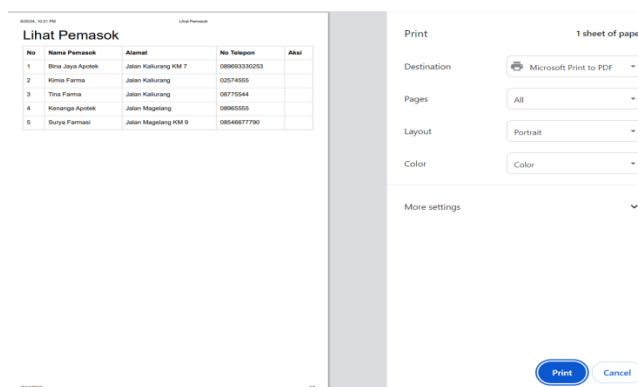 10:21 PM
Lihat Pemasok
Lihat Pemasok
No Nama Pemasok Alamat No Telepon Aksi
1 Bina Jaya Apotek Jalan Kaliurang KM 7 089693330253
2 Kimia Farma Jalan Kaliurang 02574555
3 Tina Farma Jalan Kaliurang 08775544
4 Kenanga Apotek Jalan Magelang 08965555
5 Surya Farmasi Jalan Magelang KM 9 08546677790
Print 1 sheet of pape
Destination Microsoft Print to PDF
Pages All
Layout Portrait
Color Color
More settings
Print Cancel